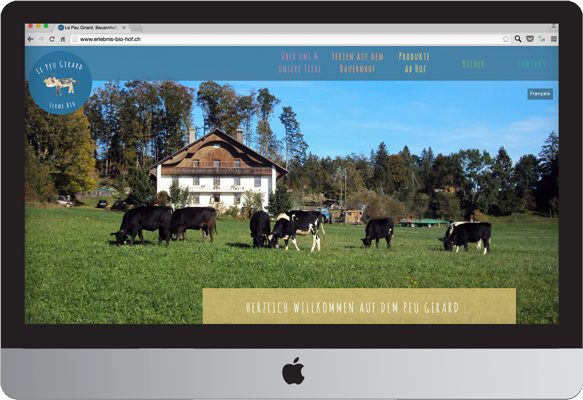 Le Peu Girard, Bauernhof
www.erlebnis-bio-hof.ch
Le Peu Girard
Ferme Bio
Über uns &
unsere Tiere
Ferien auf dem
Bauernhof
Produkte
ab Hof
Bilder
Kontakt
Français
Herzlich willkommen auf dem Peu Girard...